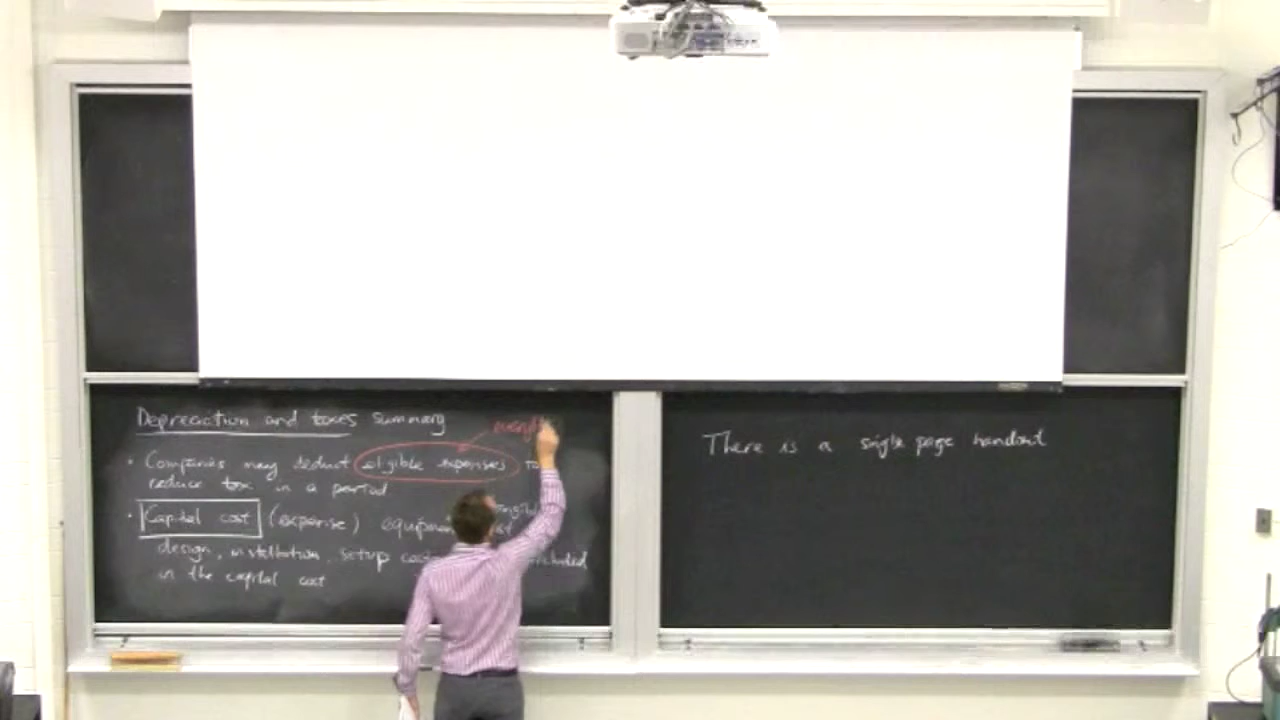 Depreciation and taxes summary
• Companies may deduct eligible expenses to
reduce tax in a period
• Capital cost (expense) equipment
design, installation, setup costs included
in the capital cost
There is a single page handout